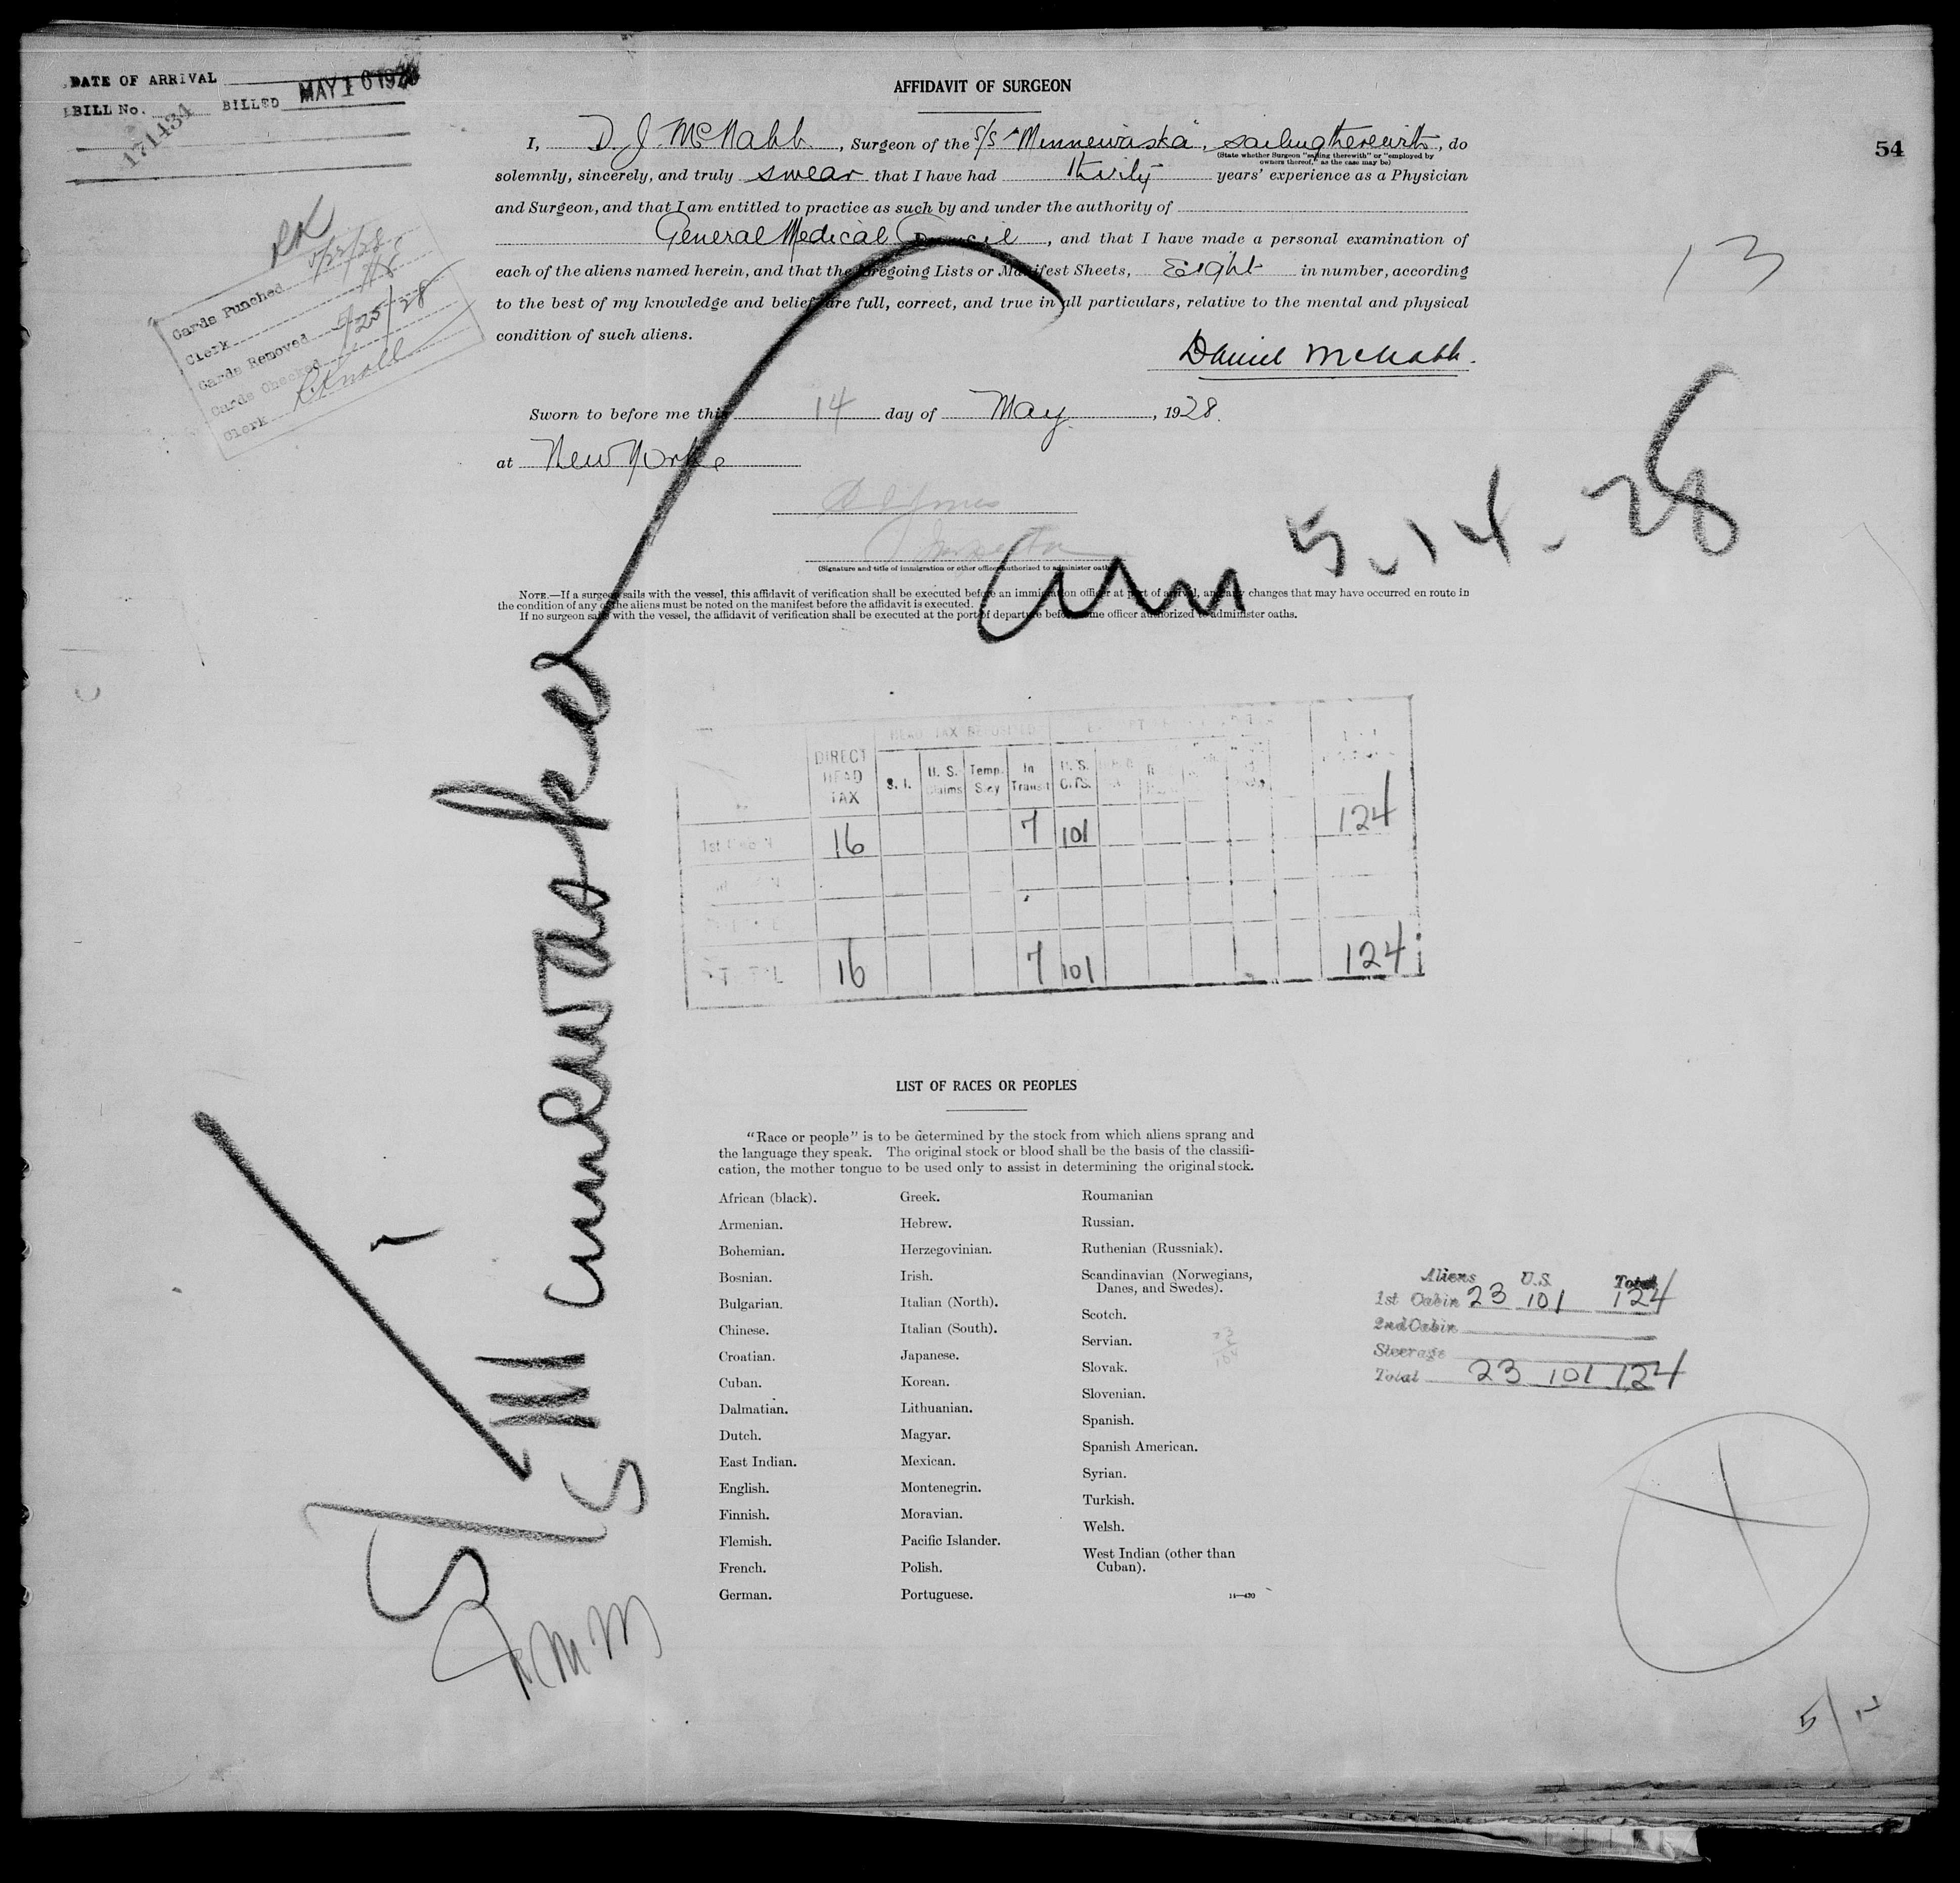 DATE OF ARRIVAL
BILL No. 171434 BILLED MAY 16 1928
AFFIDAVIT OF SURGEON
54
I, D. J. McNabb, Surgeon of the S/S "Minnewaska", sailing therewith, do
(State whether Surgeon "sailing therewith" or "employed by
owners thereof," as the case may be)
solemnly, sincerely, and truly swear that I have had thirty years' experience as a Physician
and Surgeon, and that I am entitled to practice as such by and under the authority of
General Medical Council, and that I have made a personal examination of
each of the aliens named herein, and that the foregoing Lists or Manifest Sheets, Eight in number, according
to the best of my knowledge and belief are full, correct, and true in all particulars, relative to the mental and physical
condition of such aliens.
Daniel McNabb.
Sworn to before me this 14 day of May, 1928.
at New York
Inspector
(Signature and title of immigration or other officer authorized to administer oaths)
NOTE.—If a surgeon sails with the vessel, this affidavit of verification shall be executed before an immigration officer at port of arrival, and any changes that may have occurred en route in
the condition of any of the aliens must be noted on the manifest before the affidavit is executed.
If no surgeon sails with the vessel, the affidavit of verification shall be executed at the port of departure before some officer authorized to administer oaths.
RK
Cards Punched 5/22/28
Clerk
Cards Removed 5/25/28
Cards Checked
Clerk
13
5-14-28
S/S Minnewaska
HEAD TAX DEPOSITED
DIRECT HEAD TAX S. I. U. S. Claims Temp. Stay In Transit U. S. CITS.
1st CABIN 16 7 101 124
TOTAL 16 7 101 124
LIST OF RACES OR PEOPLES
"Race or people" is to be determined by the stock from which aliens sprang and
the language they speak. The original stock or blood shall be the basis of the classifi-
cation, the mother tongue to be used only to assist in determining the original stock.
African (black).
Armenian.
Bohemian.
Bosnian.
Bulgarian.
Chinese.
Croatian.
Cuban.
Dalmatian.
Dutch.
East Indian.
English.
Finnish.
Flemish.
French.
German.
Greek.
Hebrew.
Herzegovinian.
Irish.
Italian (North).
Italian (South).
Japanese.
Korean.
Lithuanian.
Magyar.
Mexican.
Montenegrin.
Moravian.
Pacific Islander.
Polish.
Portuguese.
Roumanian
Russian.
Ruthenian (Russniak).
Scandinavian (Norwegians,
Danes, and Swedes).
Scotch.
Servian.
Slovak.
Slovenian.
Spanish.
Spanish American.
Syrian.
Turkish.
Welsh.
West Indian (other than
Cuban).
14—430
Aliens U.S. Total
1st Cabin 23 101 124
2nd Cabin
Steerage
Total 23 101 124